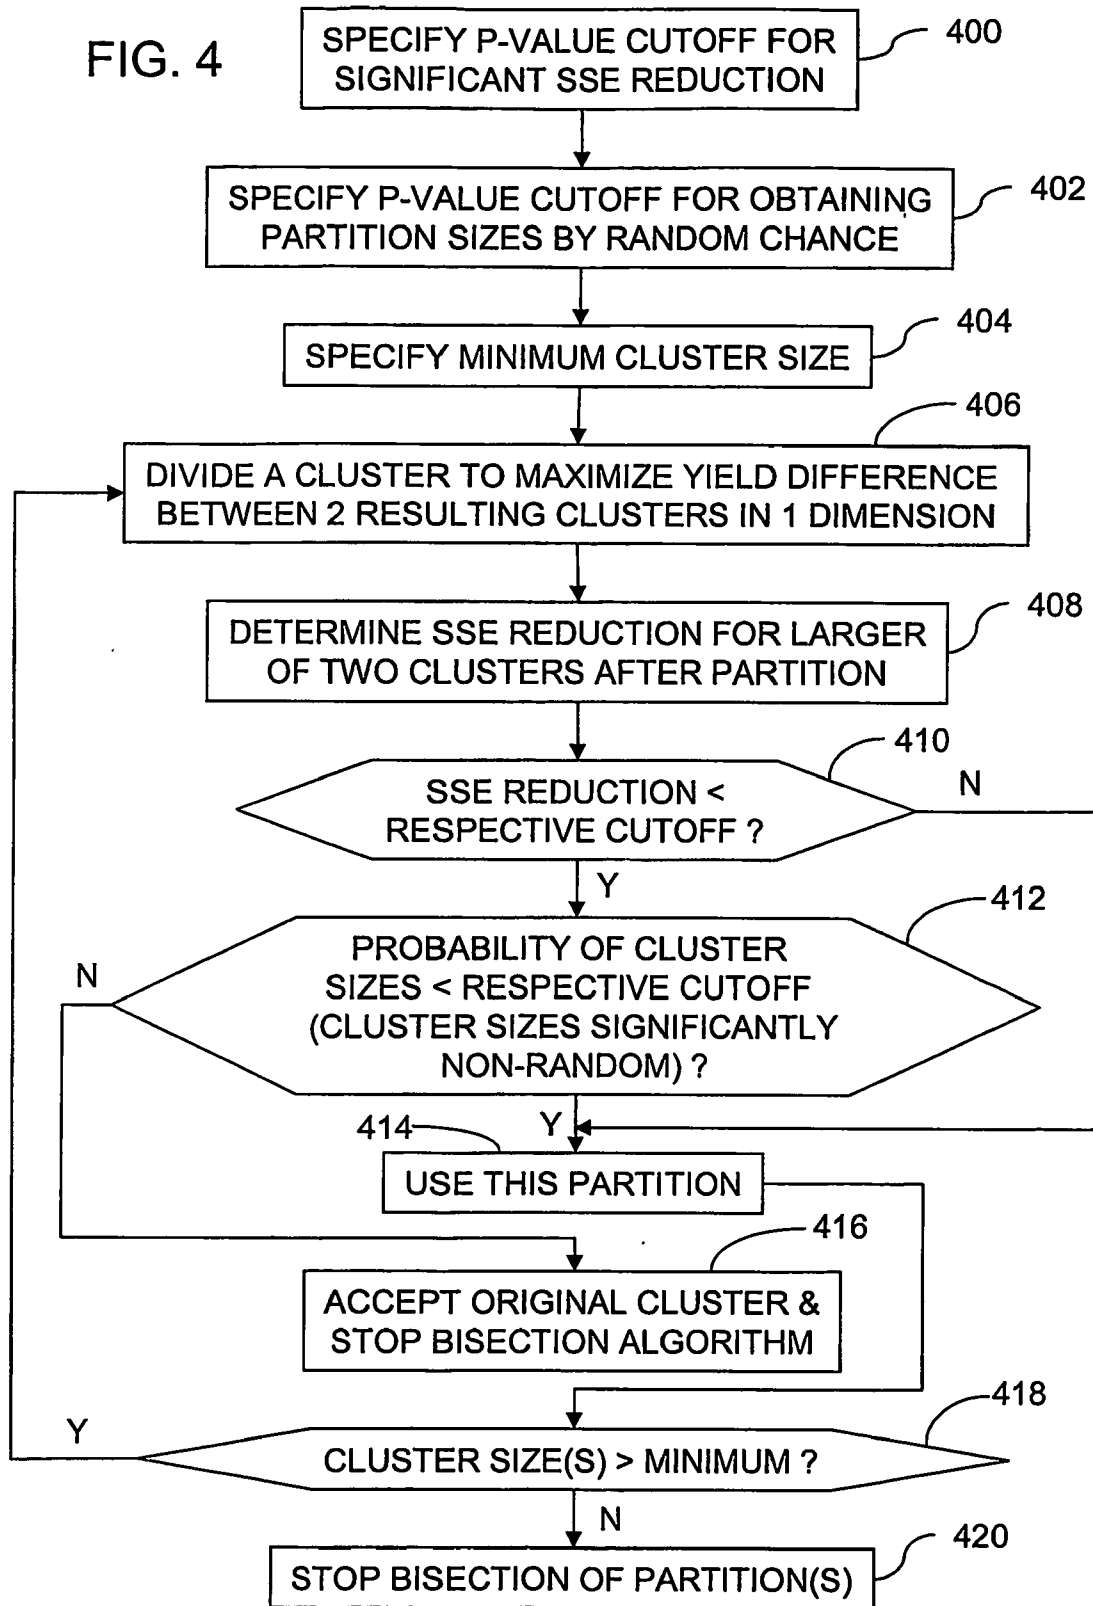 FIG. 4
SPECIFY P-VALUE CUTOFF FOR
SIGNIFICANT SSE REDUCTION
400
SPECIFY P-VALUE CUTOFF FOR OBTAINING
PARTITION SIZES BY RANDOM CHANCE
402
SPECIFY MINIMUM CLUSTER SIZE
404
406
DIVIDE A CLUSTER TO MAXIMIZE YIELD DIFFERENCE
BETWEEN 2 RESULTING CLUSTERS IN 1 DIMENSION
DETERMINE SSE REDUCTION FOR LARGER
OF TWO CLUSTERS AFTER PARTITION
408
410
SSE REDUCTION <
RESPECTIVE CUTOFF ?
N
Y
412
PROBABILITY OF CLUSTER
SIZES < RESPECTIVE CUTOFF
(CLUSTER SIZES SIGNIFICANTLY
NON-RANDOM) ?
N
Y
414
USE THIS PARTITION
416
ACCEPT ORIGINAL CLUSTER &
STOP BISECTION ALGORITHM
418
CLUSTER SIZE(S) > MINIMUM ?
Y
N
420
STOP BISECTION OF PARTITION(S)